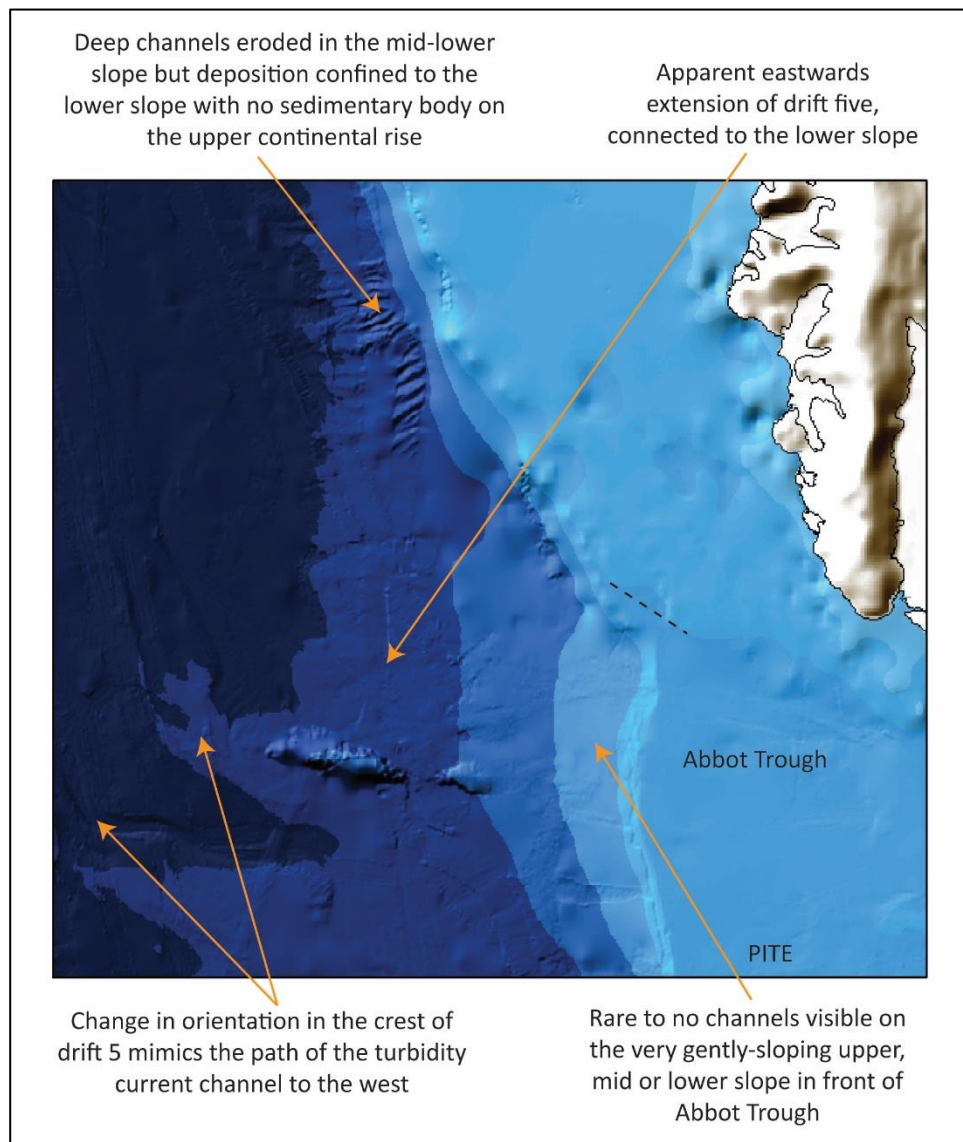 Deep channels eroded in the mid-lower
slope but deposition confined to the
lower slope with no sedimentary body on
the upper continental rise
Apparent eastwards
extension of drift five,
connected to the lower slope
Abbot Trough
PITE
Change in orientation in the crest of
drift 5 mimics the path of the turbidity
current channel to the west
Rare to no channels visible on
the very gently-sloping upper,
mid or lower slope in front of
Abbot Trough